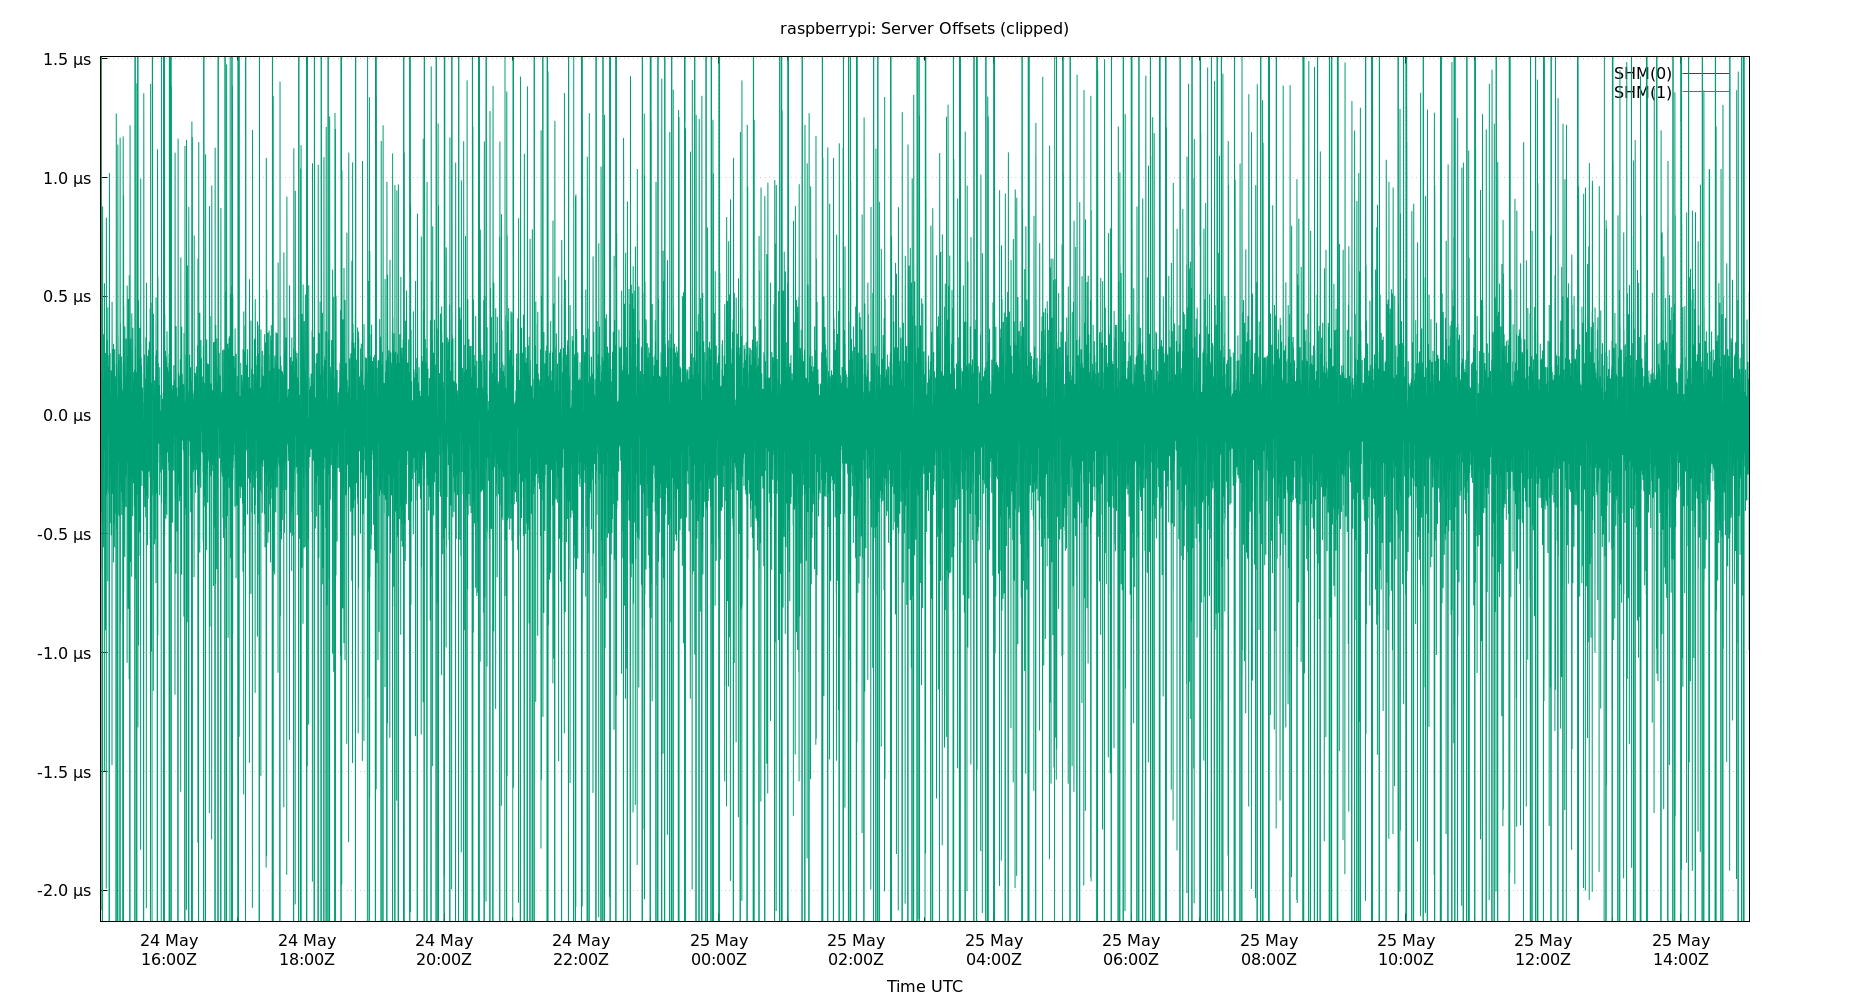 raspberrypi: Server Offsets (clipped)
1.5 µs
1.0 µs
0.5 µs
0.0 µs
-0.5 µs
-1.0 µs
-1.5 µs
-2.0 µs
SHM(0)
SHM(1)
24 May 24 May 24 May 24 May 25 May 25 May 25 May 25 May 25 May 25 May 25 May 25 May
16:00Z 18:00Z 20:00Z 22:00Z 00:00Z 02:00Z 04:00Z 06:00Z 08:00Z 10:00Z 12:00Z 14:00Z
Time UTC